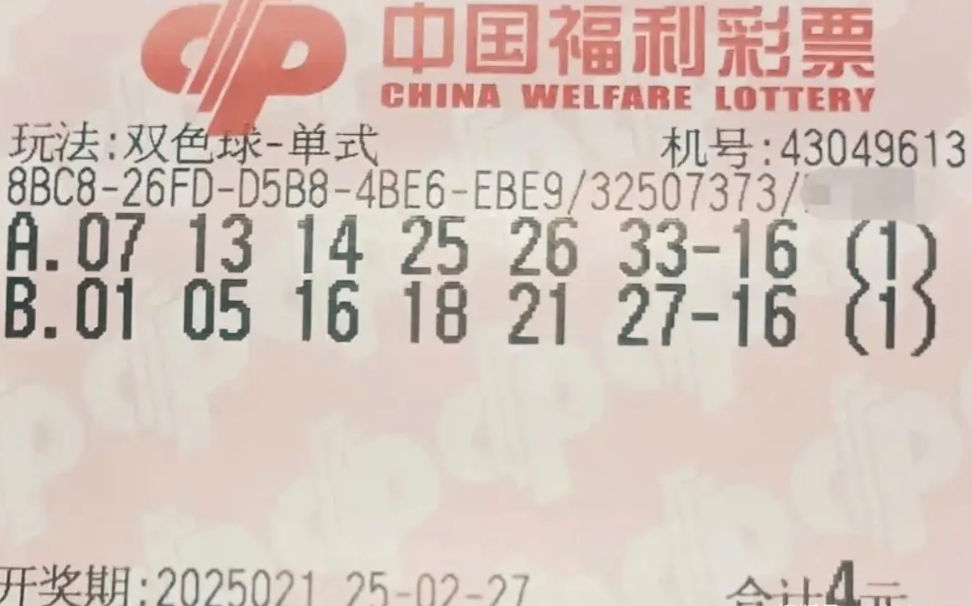 中国福利彩票
CHINA WELFARE LOTTERY
玩法:双色球-单式 机号:43049613
8BC8-26FD-D5B8-4BE6-EBE9/32507373/
A.07 13 14 25 26 33-16 (1)
B.01 05 16 18 21 27-16 (1)
开奖期:2025021 25-02-27 合计4元